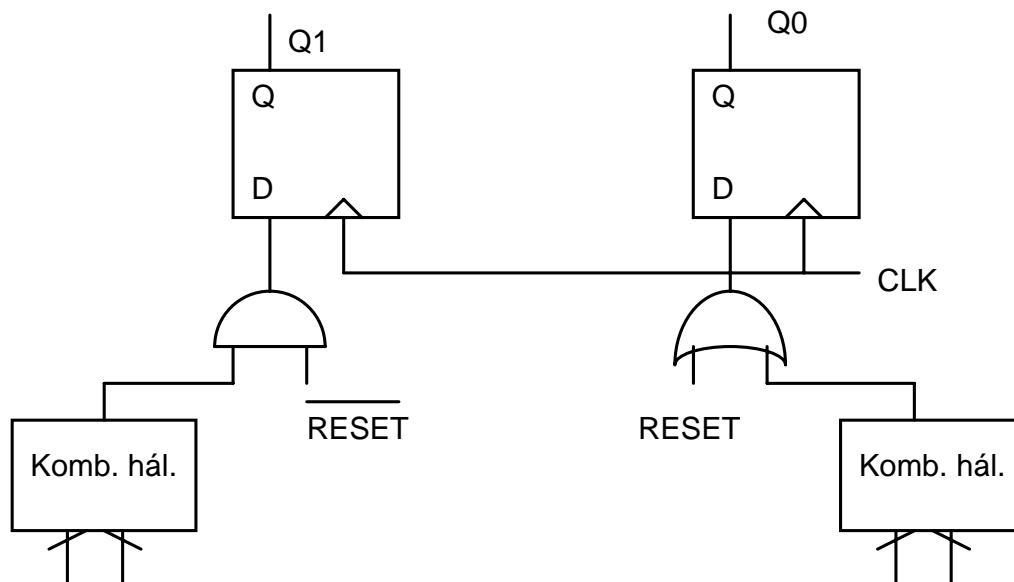 Q1
Q0
Q
Q
D
D
CLK
RESET
RESET
Komb. hál.
Komb. hál.